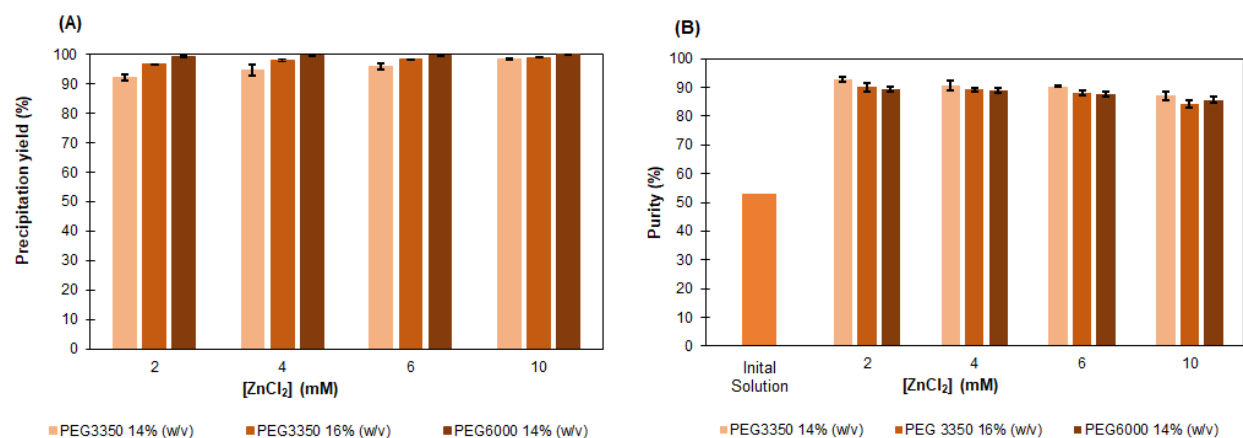 (A)
Precipitation yield (%)
100
90
80
70
60
50
40
30
20
10
0
2 4 6 10
[ZnCl₂] (mM)
PEG3350 14% (w/v) PEG3350 16% (w/v) PEG6000 14% (w/v)
(B)
Purity (%)
100
90
80
70
60
50
40
30
20
10
0
Inital
Solution
2 4 6 10
[ZnCl₂] (mM)
PEG3350 14% (w/v) PEG 3350 16% (w/v) PEG6000 14% (w/v)